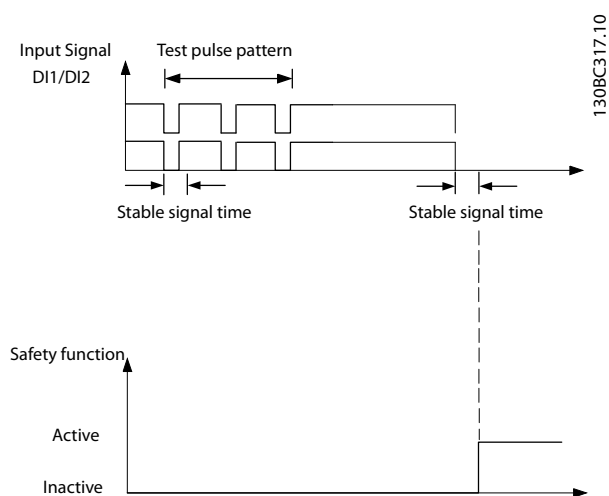 130BC317.10
Input Signal
DI1/DI2
Test pulse pattern
Stable signal time
Stable signal time
Safety function
Active
Inactive